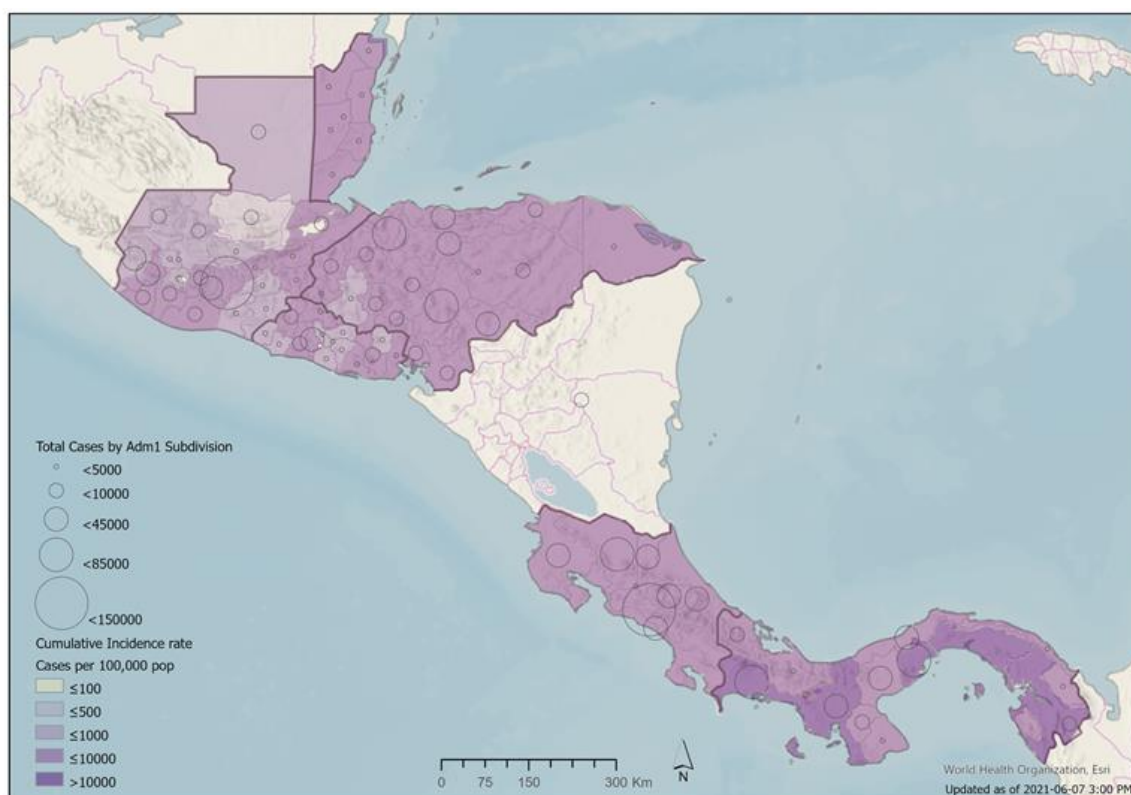 Total Cases by Adm1 Subdivision
<5000
<10000
<45000
<85000
<150000
Cumulative Incidence rate
Cases per 100,000 pop
≤100
≤500
≤1000
≤10000
>10000
0 75 150 300 Km
N
World Health Organization, Esri
Updated as of 2021-06-07 3:00 PM